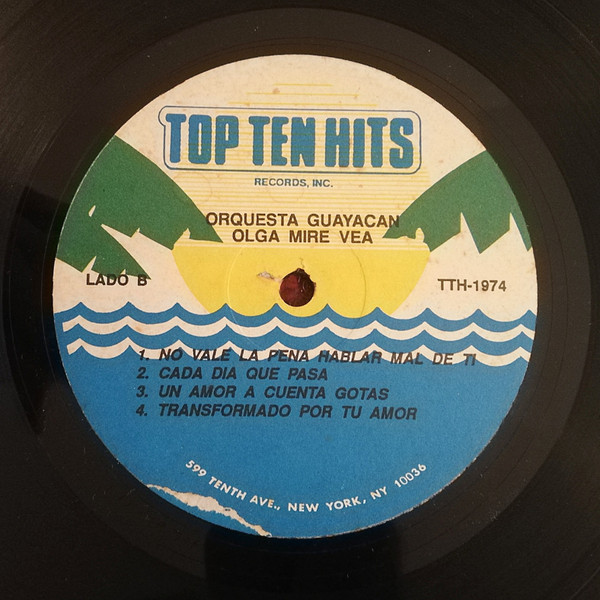 TOP TEN HITS
RECORDS, INC.
ORQUESTA GUAYACAN
OLGA MIRE VEA
LADO B
TTH-1974
1. NO VALE LA PENA HABLAR MAL DE TI
2. CADA DIA QUE PASA
3. UN AMOR A CUENTA GOTAS
4. TRANSFORMADO POR TU AMOR
599 TENTH AVE., NEW YORK, NY 10036